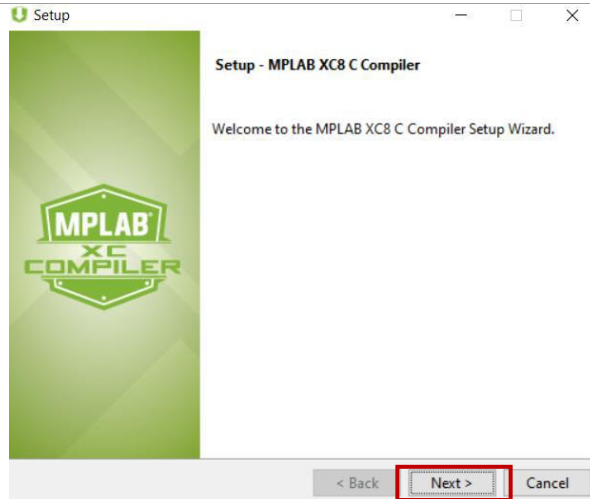 Setup
Setup - MPLAB XC8 C Compiler
Welcome to the MPLAB XC8 C Compiler Setup Wizard.
MPLAB
XC
COMPILER
< Back Next > Cancel